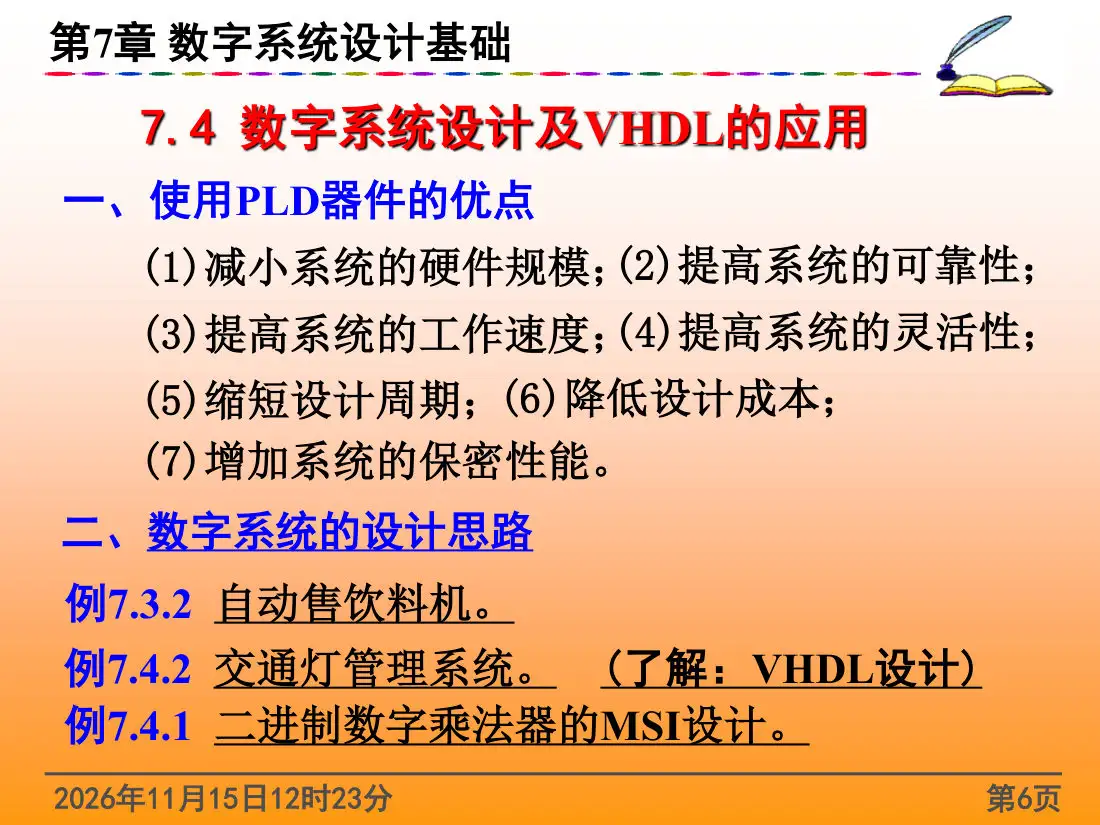 第7章 数字系统设计基础
7.4 数字系统设计及VHDL的应用
一、使用PLD器件的优点
(1)减小系统的硬件规模；(2)提高系统的可靠性；
(3)提高系统的工作速度；(4)提高系统的灵活性；
(5)缩短设计周期；(6)降低设计成本；
(7)增加系统的保密性能。
二、数字系统的设计思路
例7.3.2 自动售饮料机。
例7.4.2 交通灯管理系统。 (了解：VHDL设计)
例7.4.1 二进制数字乘法器的MSI设计。
2026年11月15日12时23分 第6页